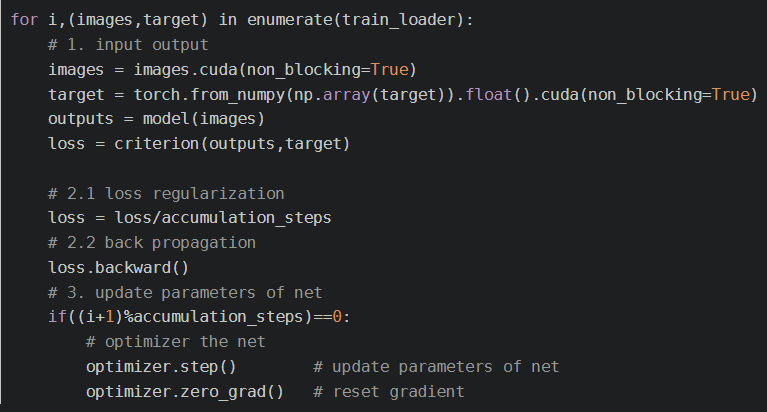 for i,(images,target) in enumerate(train_loader):
    # 1. input output
    images = images.cuda(non_blocking=True)
    target = torch.from_numpy(np.array(target)).float().cuda(non_blocking=True)
    outputs = model(images)
    loss = criterion(outputs,target)

    # 2.1 loss regularization
    loss = loss/accumulation_steps
    # 2.2 back propagation
    loss.backward()
    # 3. update parameters of net
    if((i+1)%accumulation_steps)==0:
        # optimizer the net
        optimizer.step()        # update parameters of net
        optimizer.zero_grad()   # reset gradient